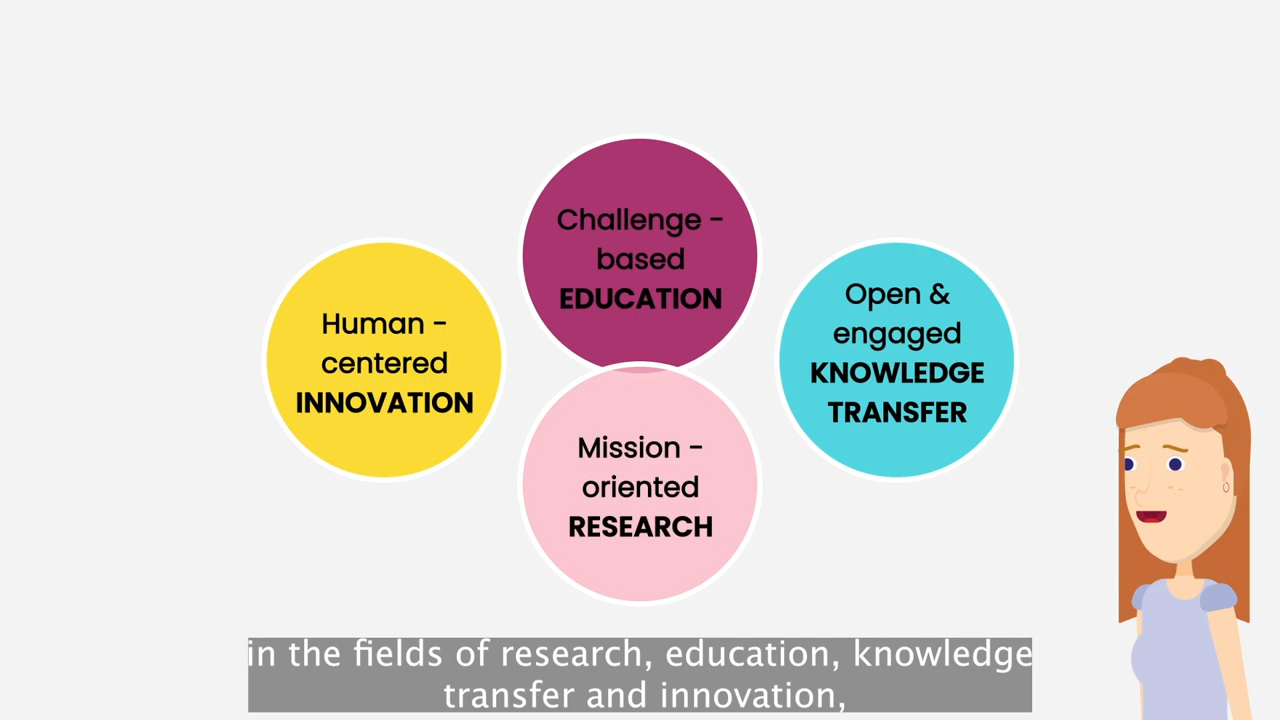 Challenge -
based
EDUCATION
Human -
centered
INNOVATION
Open &
engaged
KNOWLEDGE
TRANSFER
Mission -
oriented
RESEARCH
in the fields of research, education, knowledge
transfer and innovation,